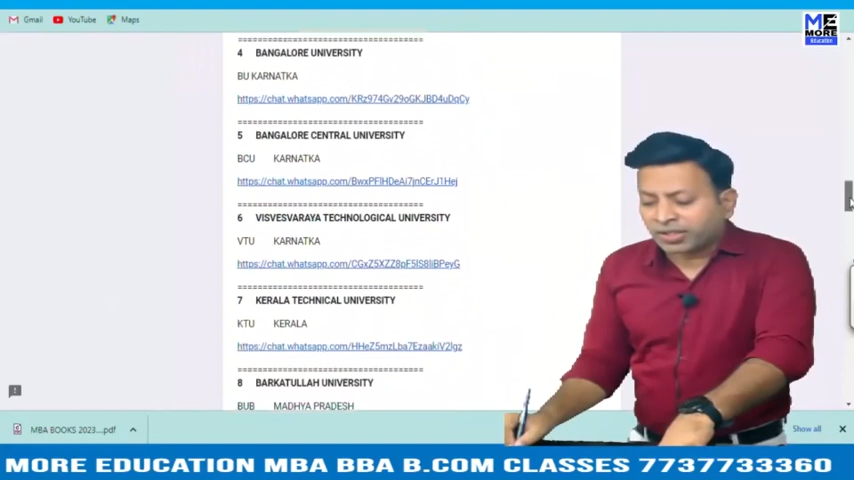 Gmail YouTube Maps
ME
MORE
Education
4 BANGALORE UNIVERSITY
BU KARNATKA
https://chat.whatsapp.com/KRz974Gv29oGKJBD4uDqCy
5 BANGALORE CENTRAL UNIVERSITY
BCU KARNATKA
https://chat.whatsapp.com/BwxPFlHDeAi7jnCErJ1Hej
6 VISVESVARAYA TECHNOLOGICAL UNIVERSITY
VTU KARNATKA
https://chat.whatsapp.com/CGxZ5XZZ8pF5lS8liBPeyG
7 KERALA TECHNICAL UNIVERSITY
KTU KERALA
https://chat.whatsapp.com/HHeZ5mzLba7EzaakiV2lgz
8 BARKATULLAH UNIVERSITY
BUB MADHYA PRADESH
MBA BOOKS 2023....pdf
Show all
MORE EDUCATION MBA BBA B.COM CLASSES 7737733360